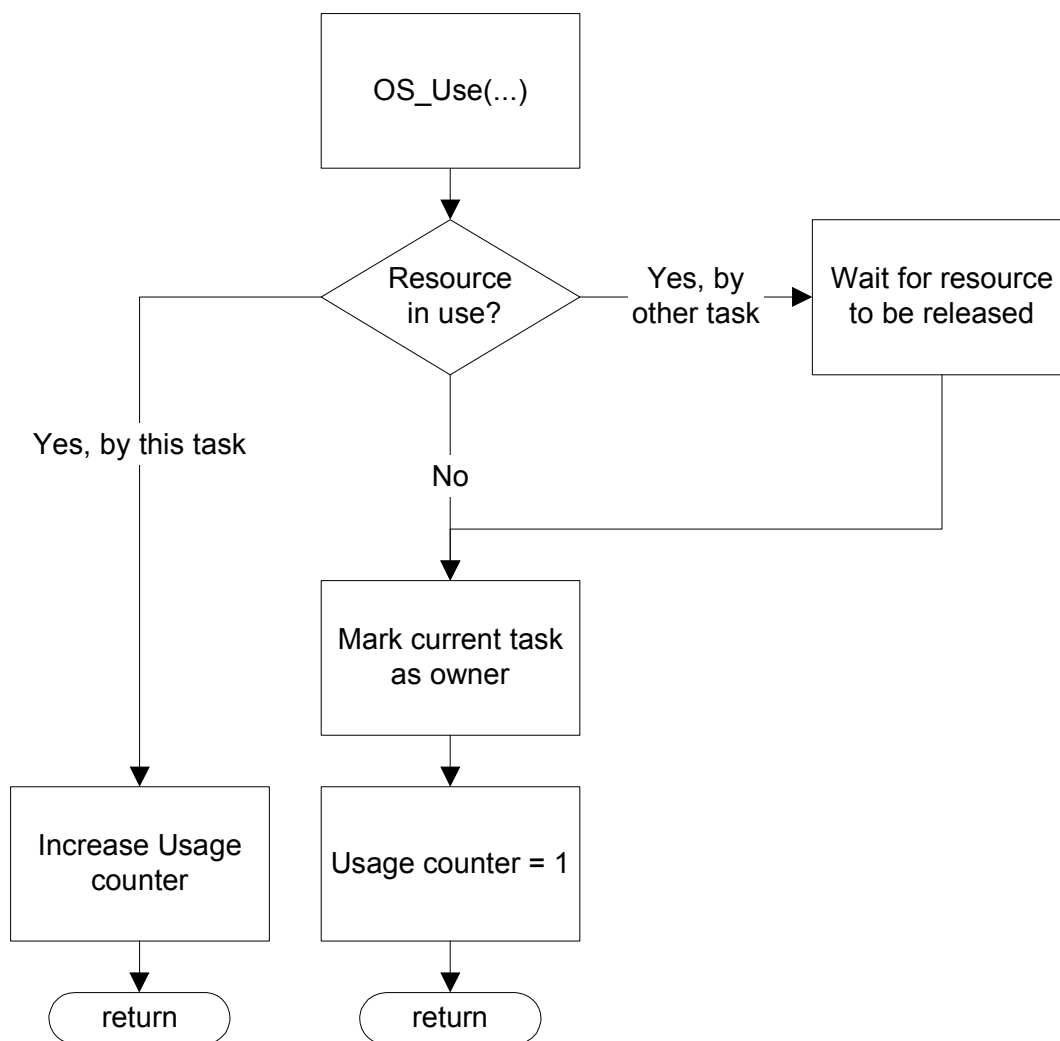 OS_Use(...)
Resource
in use?
Yes, by
other task
Wait for resource
to be released
Yes, by this task
No
Mark current task
as owner
Increase Usage
counter
Usage counter = 1
return
return